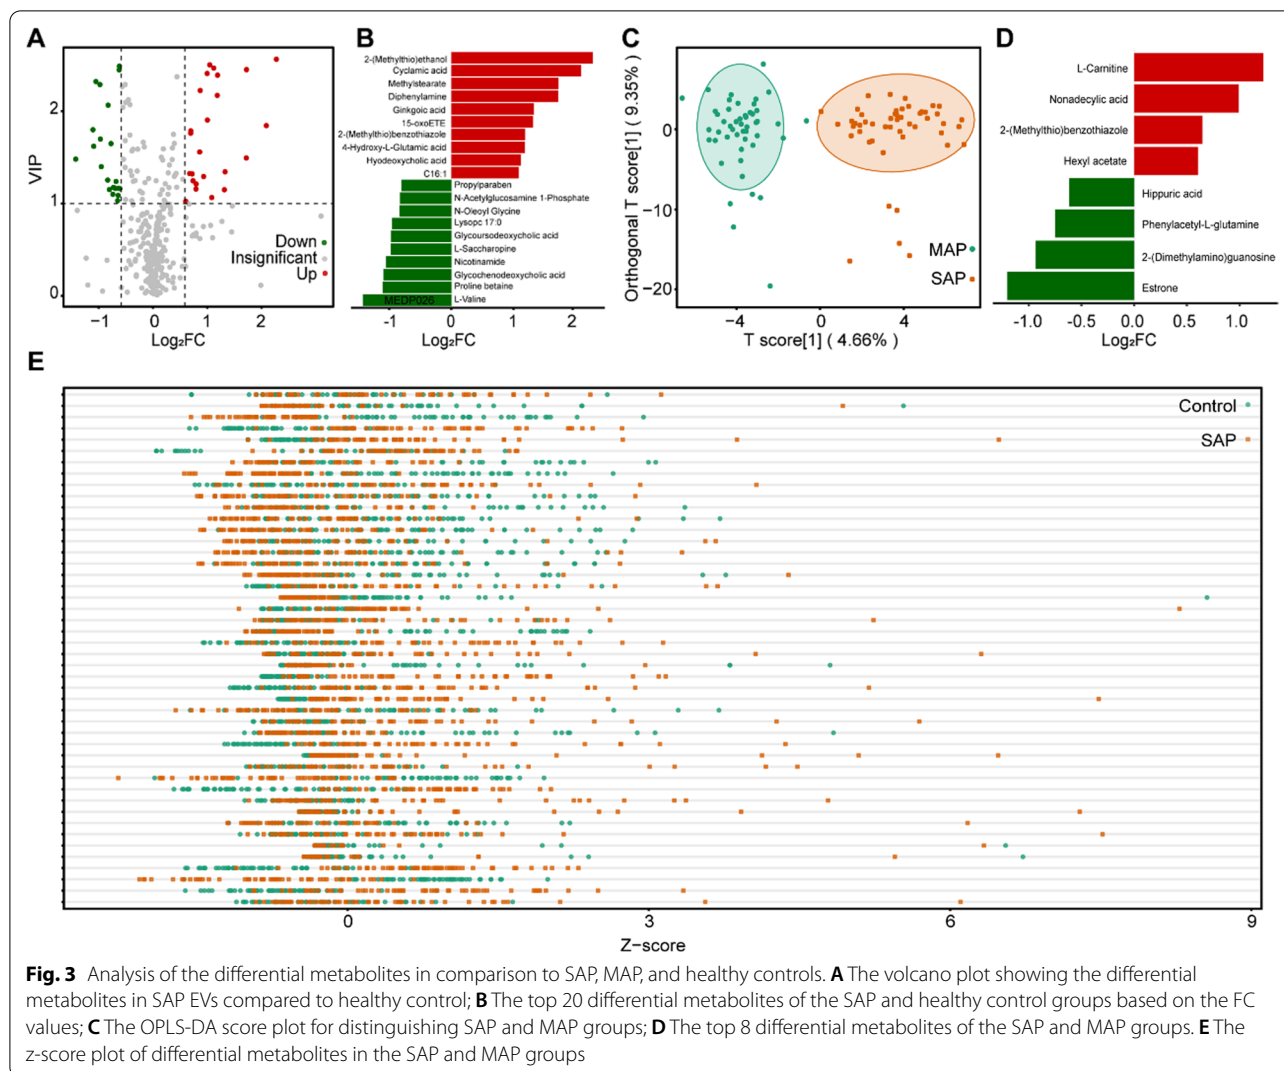 A
VIP
2
1
0
Down
Insignificant
Up
−1
0
1
2
Log₂FC
B
2-(Methylthio)ethanol
Cyclamic acid
Methylstearate
Diphenylamine
Ginkgoic acid
15-oxoETE
2-(Methylthio)benzothiazole
4-Hydroxy-L-Glutamic acid
Hyodeoxycholic acid
C16:1
Propylparaben
N-Acetylglucosamine 1-Phosphate
N-Oleoyl Glycine
Lysopc 17:0
Glycoursodeoxycholic acid
L-Saccharopine
Nicotinamide
Glycochenodeoxycholic acid
Proline betaine
MEDP026 L-Valine
-1
0
1
2
Log₂FC
C
Orthogonal T score[1] ( 9.35% )
0
−10
−20
MAP
SAP
−4
0
4
T score[1] ( 4.66% )
D
L-Carnitine
Nonadecylic acid
2-(Methylthio)benzothiazole
Hexyl acetate
Hippuric acid
Phenylacetyl-L-glutamine
2-(Dimethylamino)guanosine
Estrone
-1.0
-0.5
0.0
0.5
1.0
Log₂FC
E
Control
SAP
0
3
6
9
Z−score
Fig. 3 Analysis of the differential metabolites in comparison to SAP, MAP, and healthy controls. A The volcano plot showing the differential
metabolites in SAP EVs compared to healthy control; B The top 20 differential metabolites of the SAP and healthy control groups based on the FC
values; C The OPLS-DA score plot for distinguishing SAP and MAP groups; D The top 8 differential metabolites of the SAP and MAP groups. E The
z-score plot of differential metabolites in the SAP and MAP groups